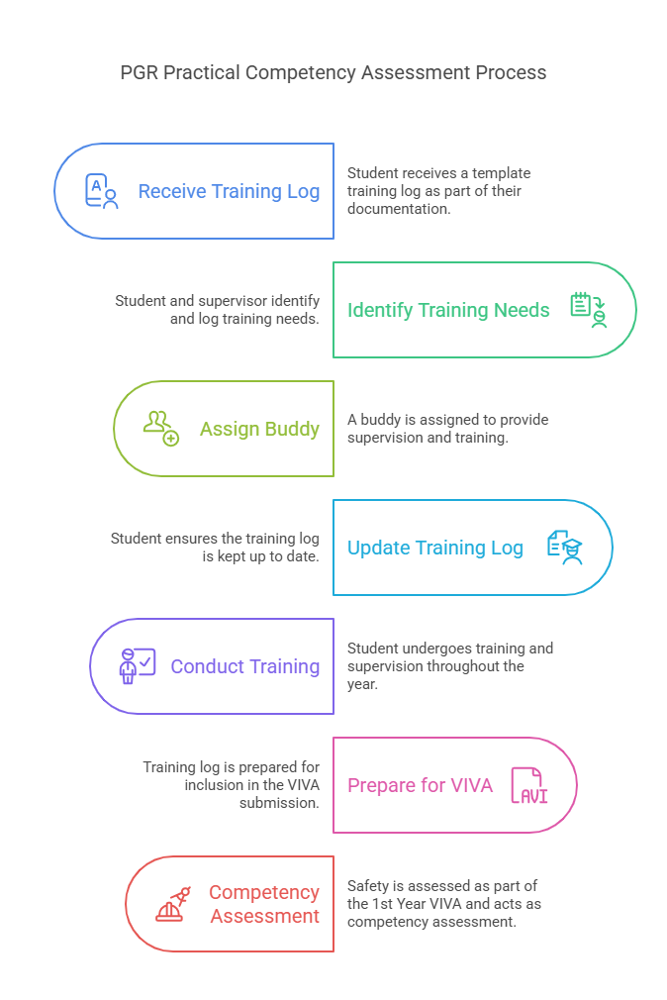 PGR Practical Competency Assessment Process
A
Receive Training Log
Student receives a template
training log as part of their
documentation.
Student and supervisor identify
and log training needs.
Identify Training Needs
Assign Buddy
A buddy is assigned to provide
supervision and training.
Student ensures the training log
is kept up to date.
Update Training Log
Conduct Training
Student undergoes training and
supervision throughout the
year.
Training log is prepared for
inclusion in the VIVA
submission.
Prepare for VIVA
AVI
Competency
Assessment
Safety is assessed as part of
the 1st Year VIVA and acts as
competency assessment.